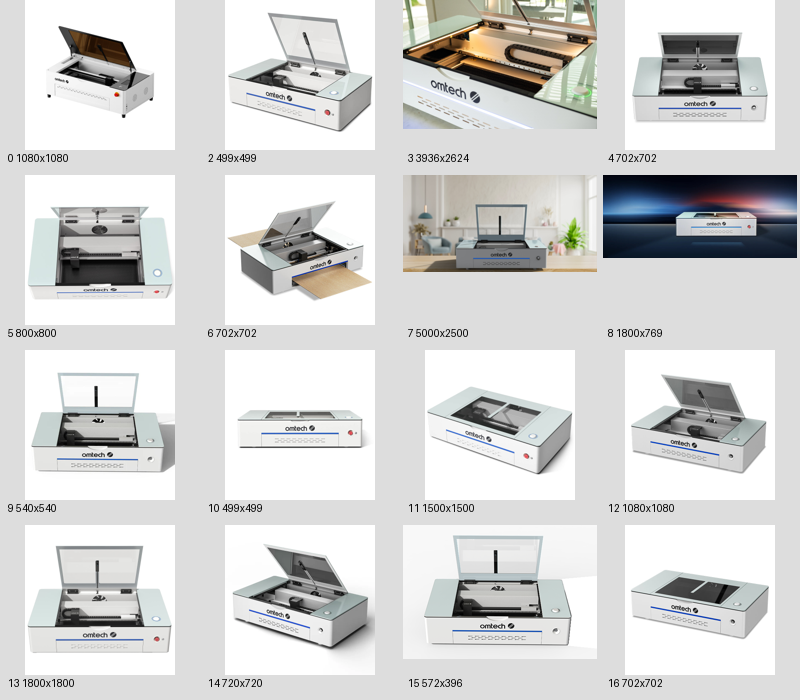 omtech
omtech
omtech
omtech
0 1080x1080
2 499x499
3 3936x2624
4 702x702
omtech
omtech
omtech
omtech
5 800x800
6 702x702
7 5000x2500
8 1800x769
omtech
omtech
omtech
omtech
9 540x540
10 499x499
11 1500x1500
12 1080x1080
omtech
omtech
omtech
omtech
13 1800x1800
14 720x720
15 572x396
16 702x702